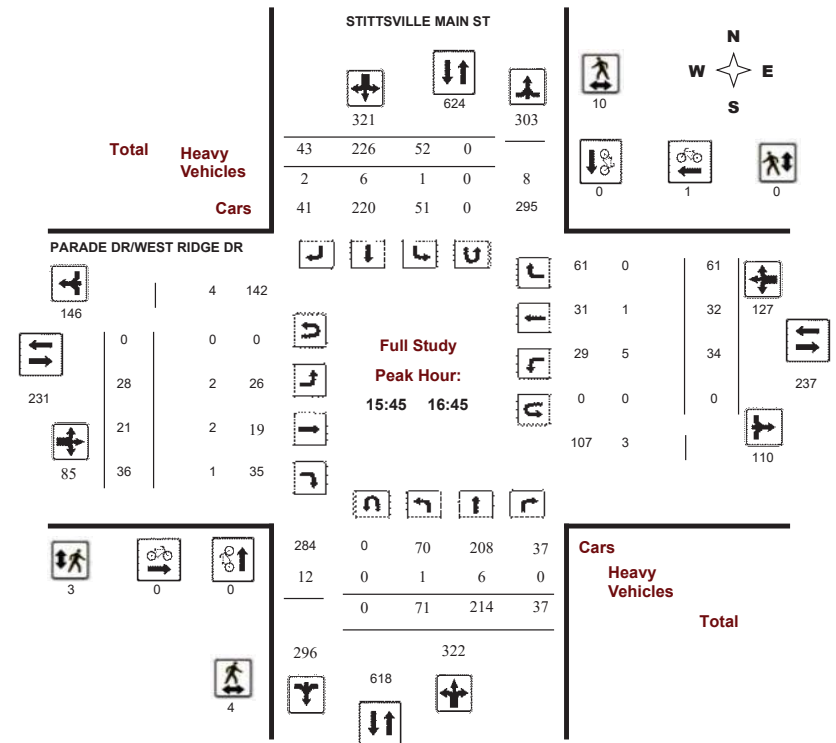 STITTSVILLE MAIN ST
N
W E
S
624
10
321 303
Total Heavy Vehicles
43 226 52 0
2 6 1 0 8
Cars 41 220 51 0 295
0 1 0
PARADE DR/WEST RIDGE DR
146 4 142
61 0 61
127
0 0 0
31 1 32
Full Study
231
28 2 26
29 5 34
237
Peak Hour:
15:45 16:45
0 0 0
21 2 19
107 3
110
85 36 1 35
284 0 70 208 37 Cars
12 0 1 6 0 Heavy Vehicles
0 71 214 37 Total
3 0 0
296 322
618
4